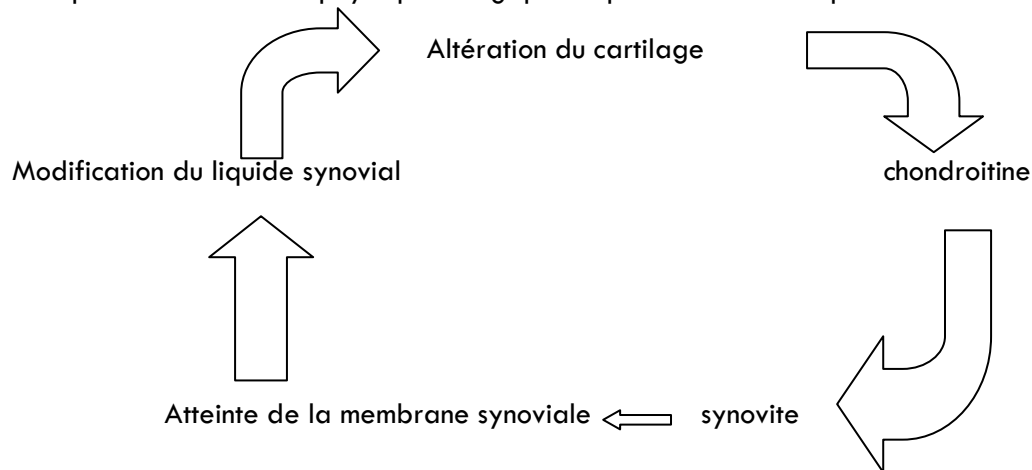 Altération du cartilage
Modification du liquide synovial
chondroitine
Atteinte de la membrane synoviale
synovite